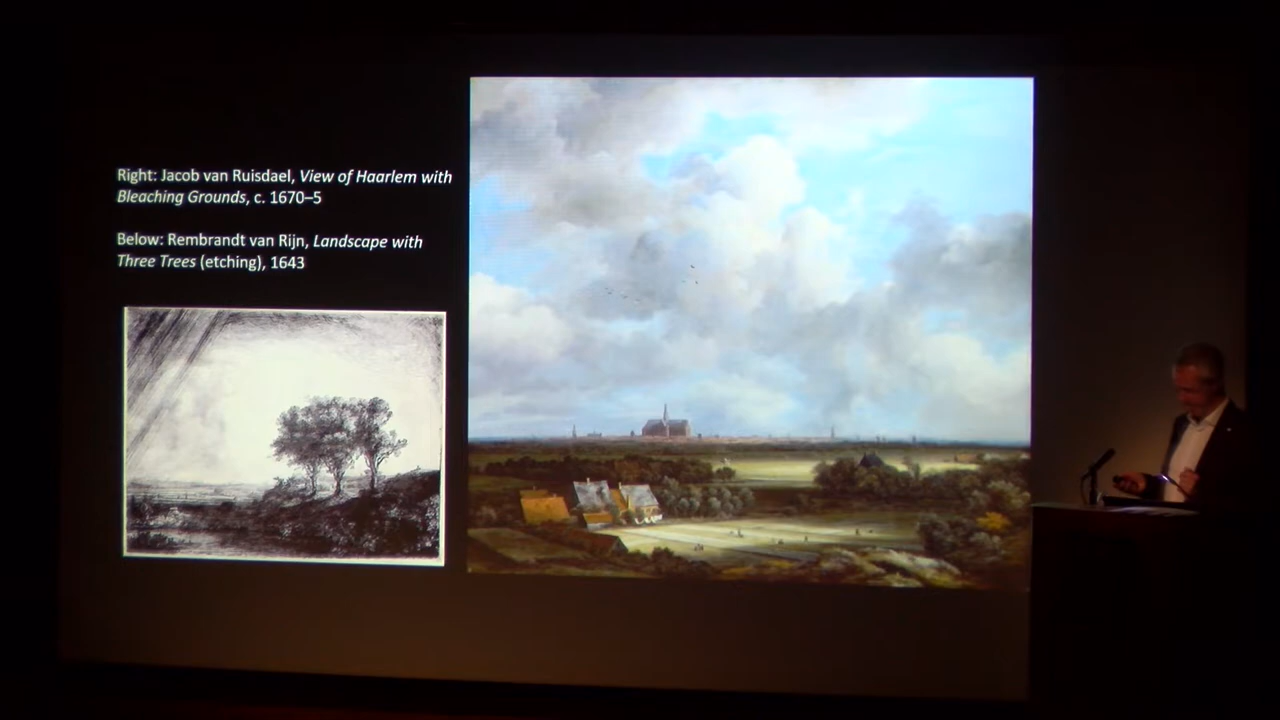 Right: Jacob van Ruisdael, View of Haarlem with
Bleaching Grounds, c. 1670–5
Below: Rembrandt van Rijn, Landscape with
Three Trees (etching), 1643